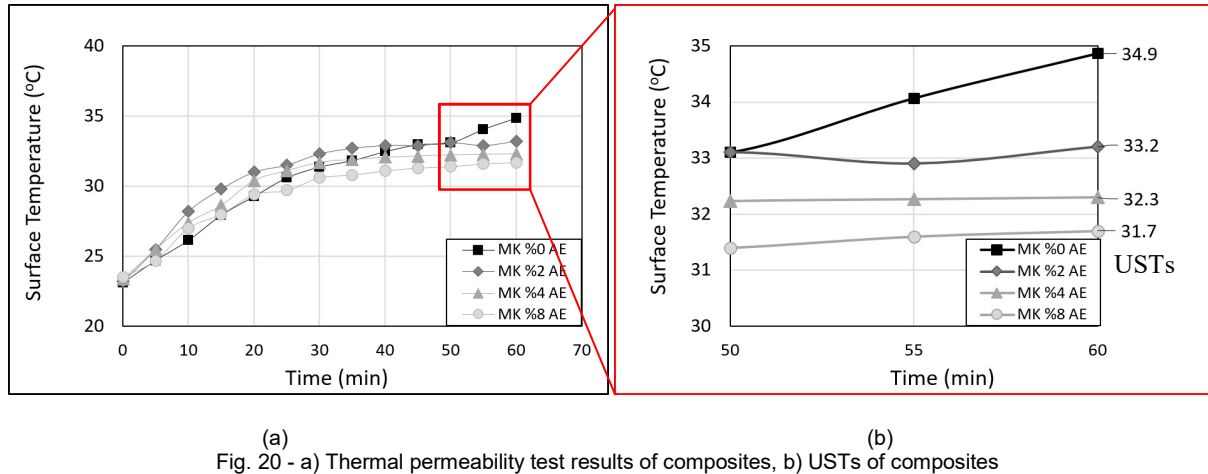 40
35
30
25
20
Surface Temperature (ºC)
0
10
20
30
40
50
60
70
Time (min)
MK %0 AE
MK %2 AE
MK %4 AE
MK %8 AE
35
34
33
32
31
30
Surface Temperature (ºC)
50
55
60
Time (min)
34.9
33.2
32.3
31.7
USTs
MK %0 AE
MK %2 AE
MK %4 AE
MK %8 AE
(a)
(b)
Fig. 20 - a) Thermal permeability test results of composites, b) USTs of composites